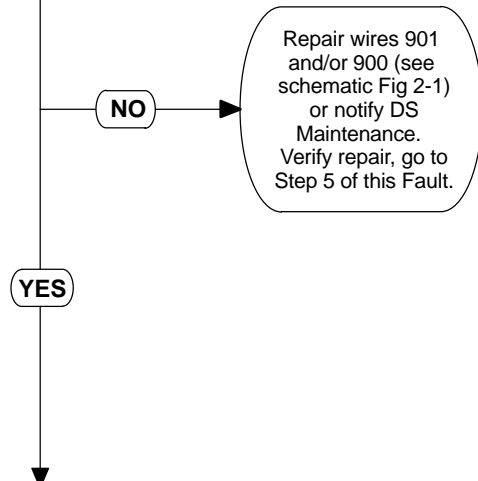 Repair wires 901
and/or 900 (see
schematic Fig 2-1)
or notify DS
Maintenance.
Verify repair, go to
Step 5 of this Fault.
NO
YES